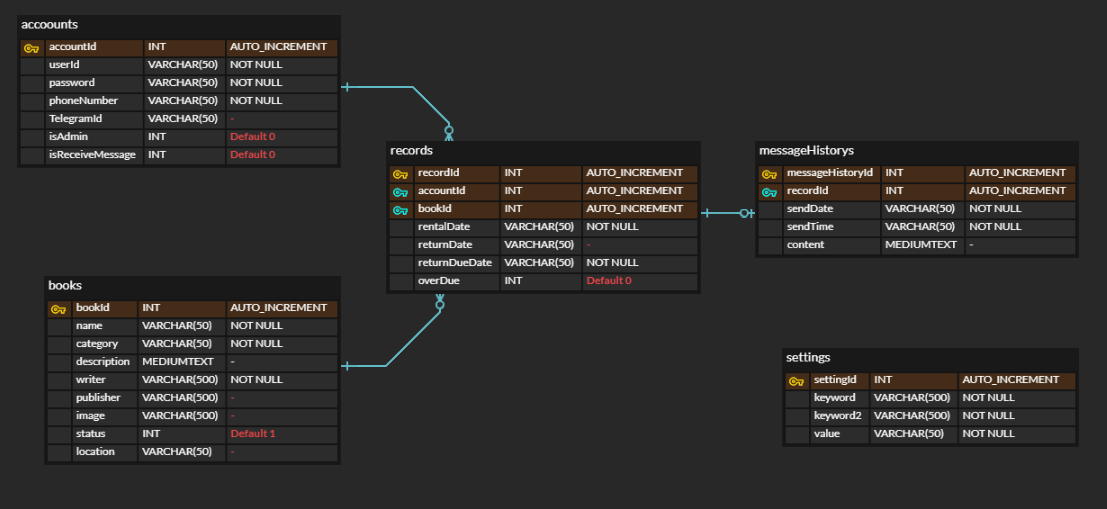 accoounts
accountId INT AUTO_INCREMENT
userId VARCHAR(50) NOT NULL
password VARCHAR(50) NOT NULL
phoneNumber VARCHAR(50) NOT NULL
TelegramId VARCHAR(50) -
isAdmin INT Default 0
isReceiveMessage INT Default 0
records
recordId INT AUTO_INCREMENT
accountId INT AUTO_INCREMENT
bookId INT AUTO_INCREMENT
rentalDate VARCHAR(50) NOT NULL
returnDate VARCHAR(50) -
returnDueDate VARCHAR(50) NOT NULL
overDue INT Default 0
messageHistorys
messageHistoryId INT AUTO_INCREMENT
recordId INT AUTO_INCREMENT
sendDate VARCHAR(50) NOT NULL
sendTime VARCHAR(50) NOT NULL
content MEDIUMTEXT -
books
bookId INT AUTO_INCREMENT
name VARCHAR(50) NOT NULL
category VARCHAR(50) NOT NULL
description MEDIUMTEXT -
writer VARCHAR(500) NOT NULL
publisher VARCHAR(500) -
image VARCHAR(500) -
status INT Default 1
location VARCHAR(50) -
settings
settingId INT AUTO_INCREMENT
keyword VARCHAR(500) NOT NULL
keyword2 VARCHAR(500) NOT NULL
value VARCHAR(50) NOT NULL